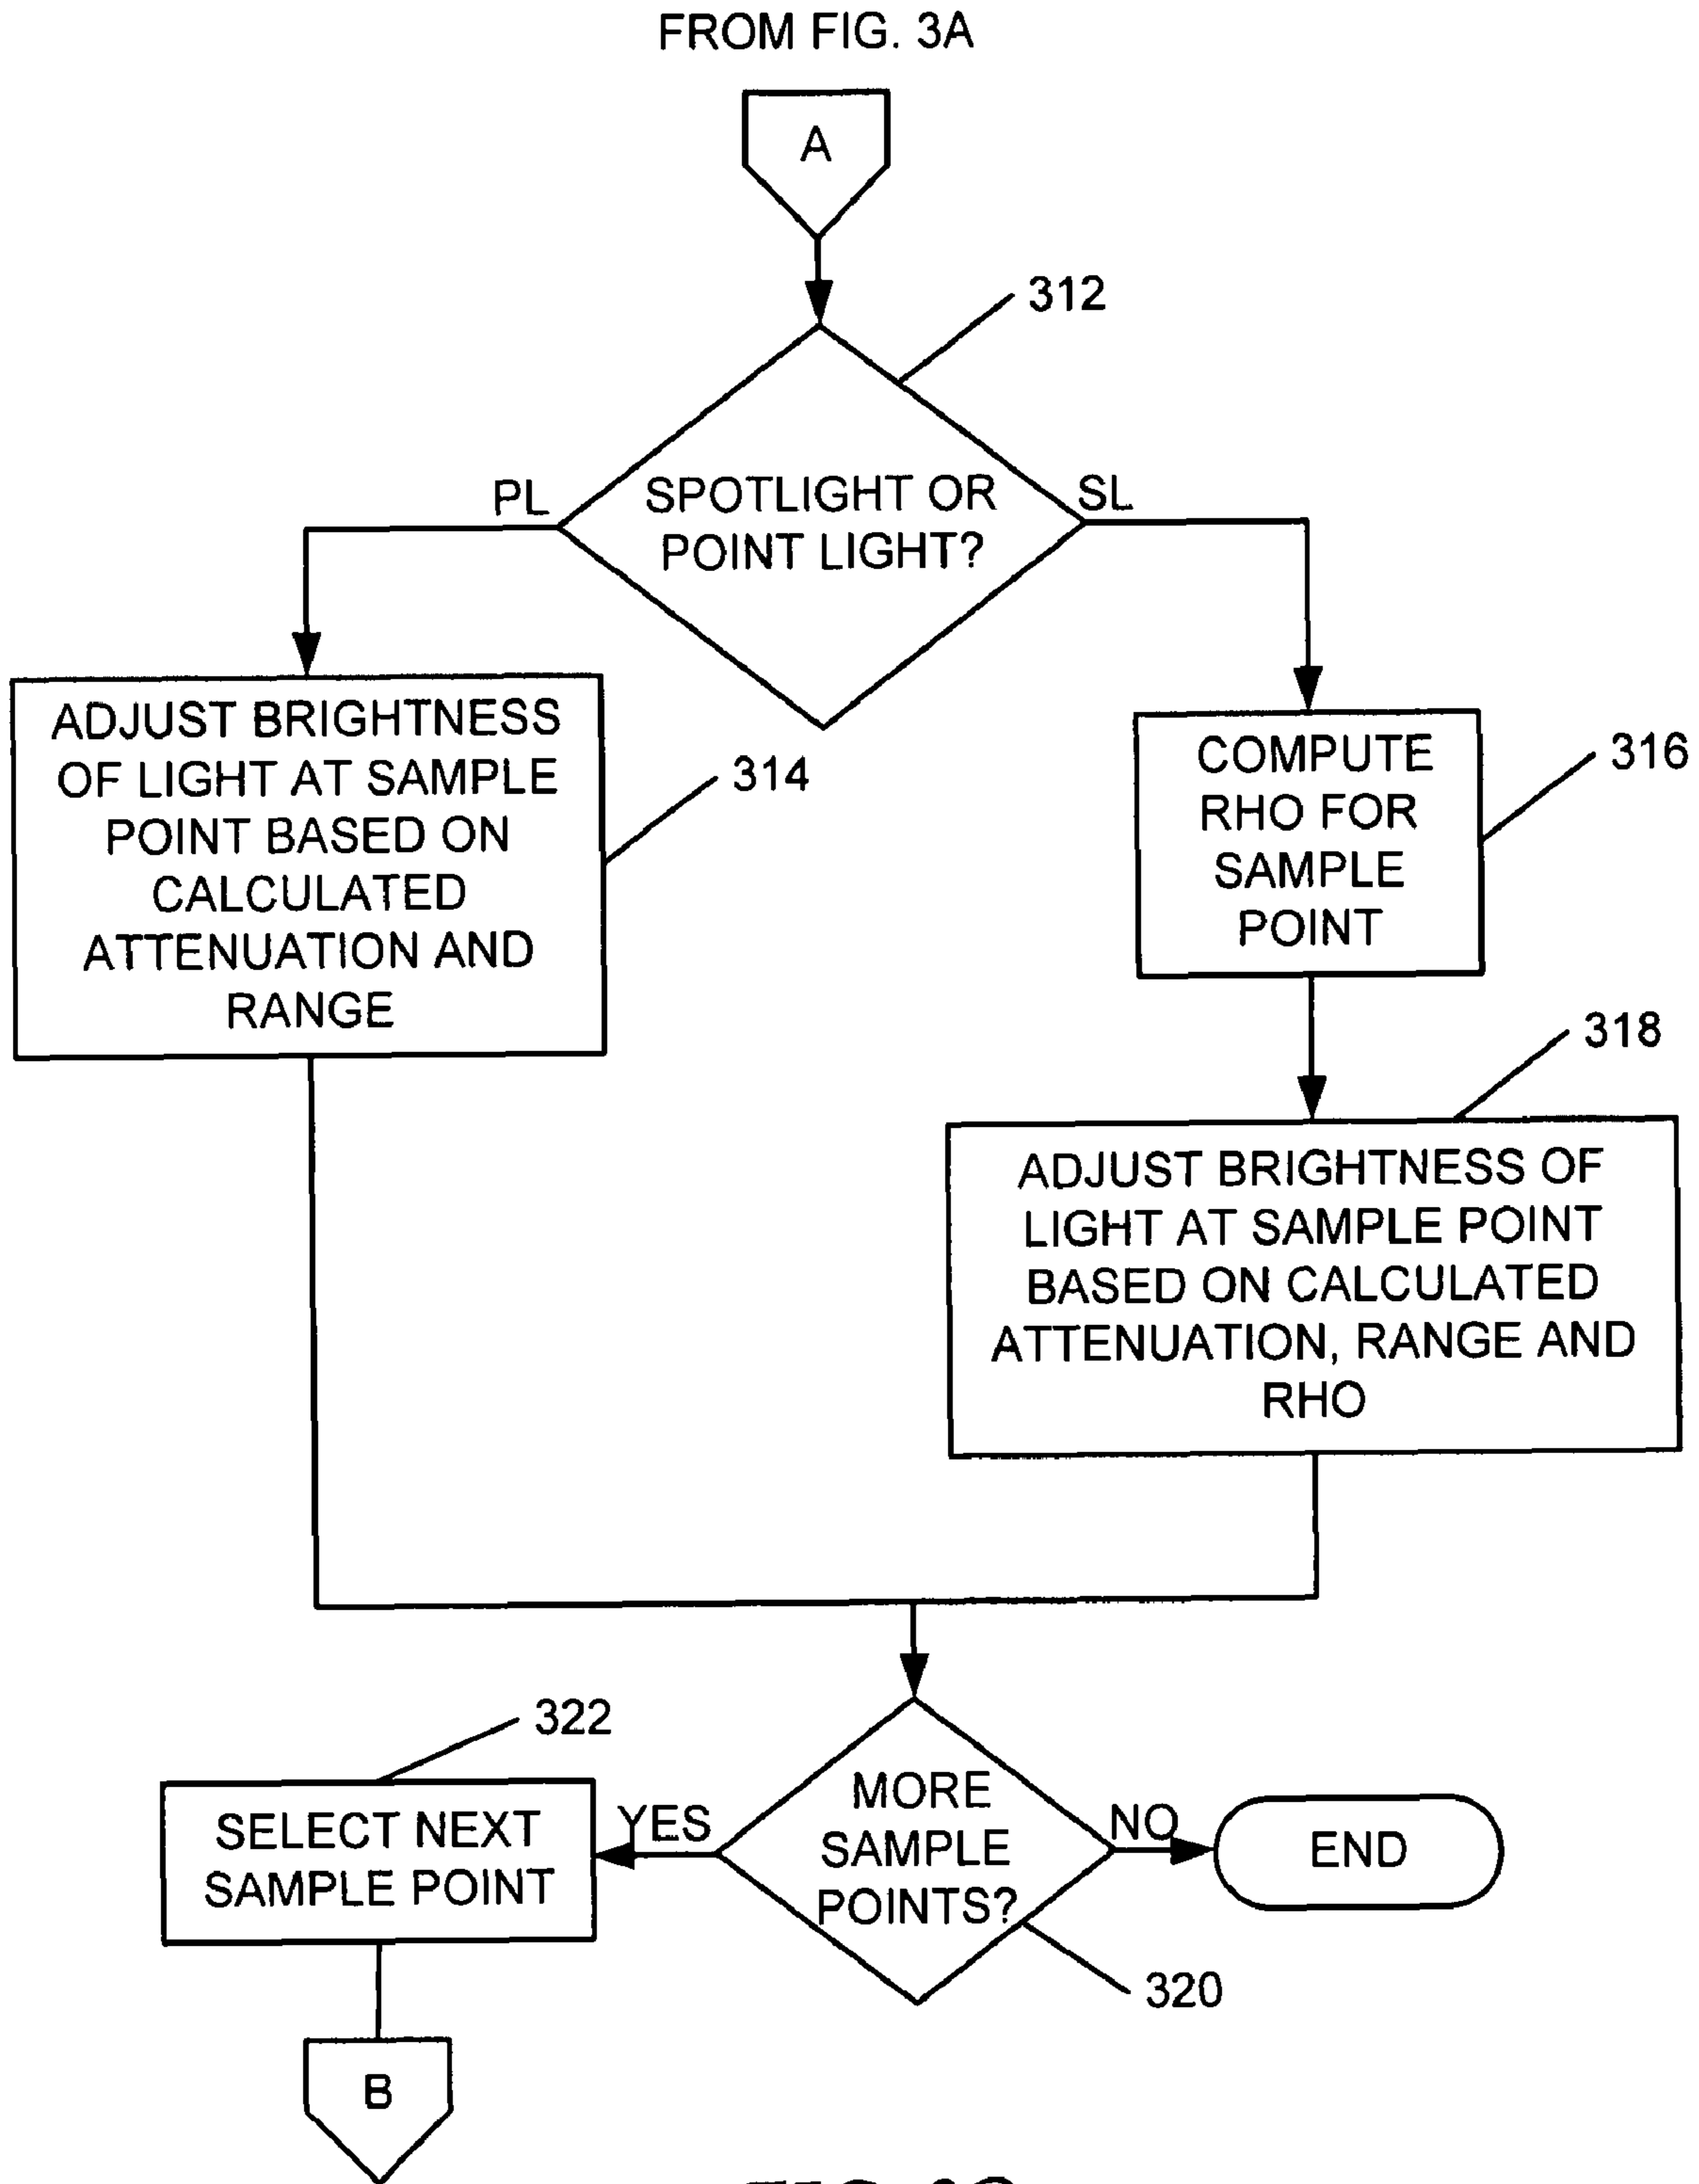 FROM FIG. 3A
A
312
SPOTLIGHT OR
POINT LIGHT?
PL
SL
ADJUST BRIGHTNESS
OF LIGHT AT SAMPLE
POINT BASED ON
CALCULATED
ATTENUATION AND
RANGE
314
COMPUTE
RHO FOR
SAMPLE
POINT
316
318
ADJUST BRIGHTNESS OF
LIGHT AT SAMPLE POINT
BASED ON CALCULATED
ATTENUATION, RANGE AND
RHO
322
SELECT NEXT
SAMPLE POINT
YES
MORE
SAMPLE
POINTS?
NO
END
320
B